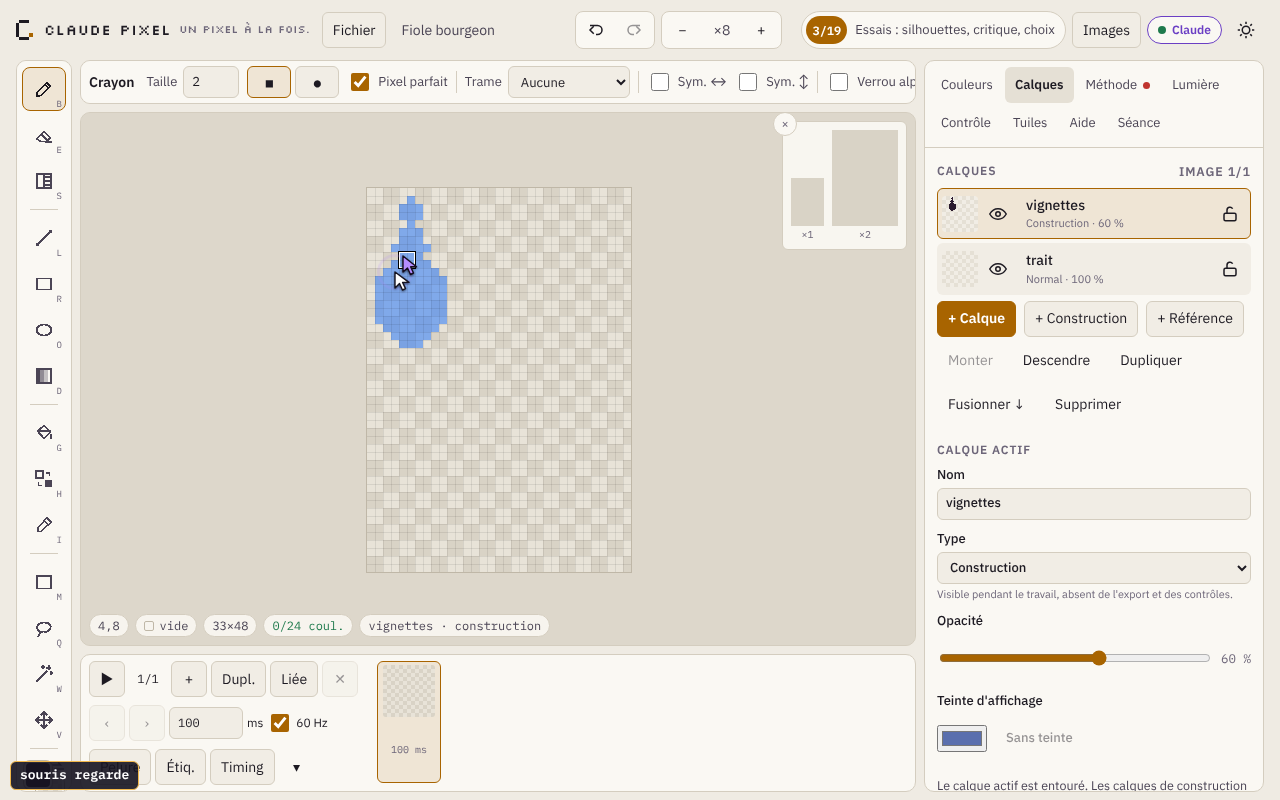 CLAUDE PIXEL UN PIXEL À LA FOIS. Fichier Fiole bourgeon − ×8 + 3/19 Essais : silhouettes, critique, choix Images Claude
Crayon Taille 2 Pixel parfait Trame Aucune Sym. ↔ Sym. ↕ Verrou alp
B
E
S
L
R
O
D
G
H
I
M
Q
W
V
×
×1 ×2
4,8 vide 33×48 0/24 coul. vignettes · construction
1/1 + Dupl. Liée ×
‹ › 100 ms 60 Hz
Étiq. Timing ▼
100 ms
souris regarde
Couleurs Calques Méthode Lumière
Contrôle Tuiles Aide Séance
CALQUES IMAGE 1/1
vignettes
Construction · 60 %
trait
Normal · 100 %
+ Calque + Construction + Référence
Monter Descendre Dupliquer
Fusionner ↓ Supprimer
CALQUE ACTIF
Nom
vignettes
Type
Construction
Visible pendant le travail, absent de l'export et des contrôles.
Opacité
60 %
Teinte d'affichage
Sans teinte
Le calque actif est entouré. Les calques de construction